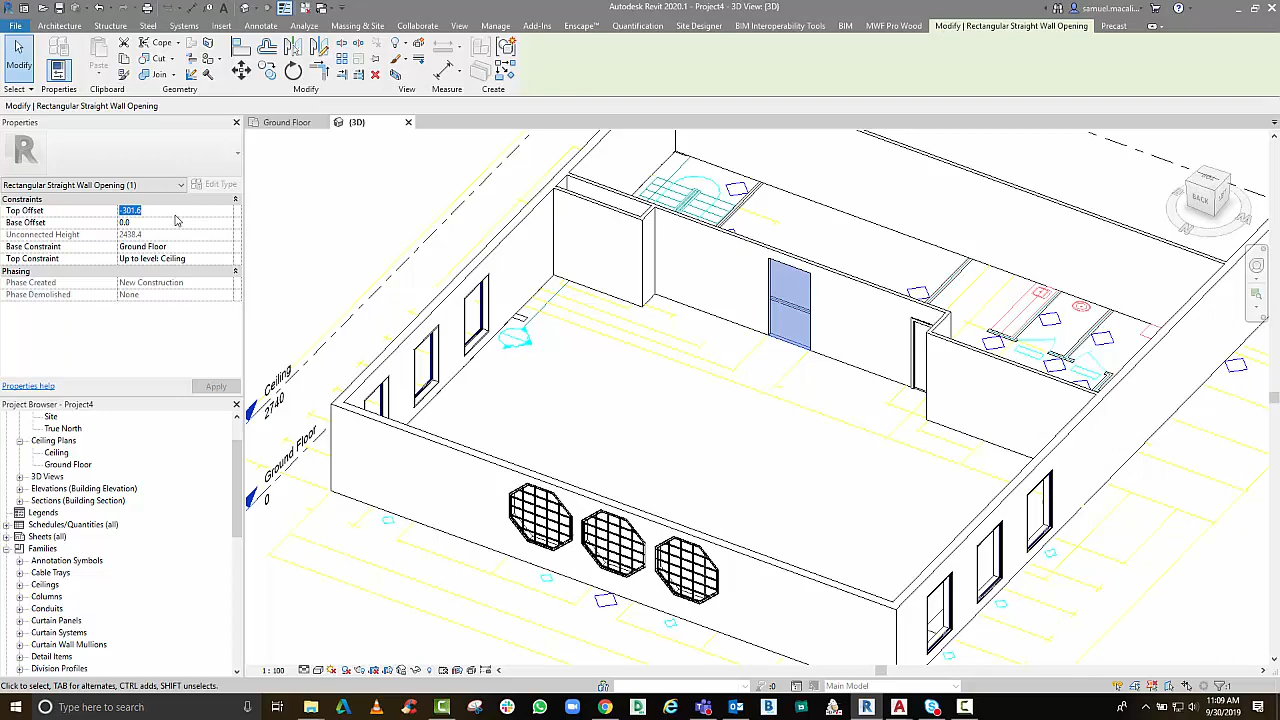 Autodesk Revit 2020.1 - Project4 - 3D View: {3D}
samuel.macali...
File Architecture Structure Steel Systems Insert Annotate Analyze Massing & Site Collaborate View Manage Add-Ins Enscape™ Quantification Site Designer BIM Interoperability Tools BIM MWF Pro Wood Modify | Rectangular Straight Wall Opening Precast
Cope
Cut
Join
Modify
Paste
Select Properties Clipboard Geometry Modify View Measure Create
Modify | Rectangular Straight Wall Opening
Properties
Ground Floor
{3D}
Rectangular Straight Wall Opening (1)
Edit Type
Constraints
Top Offset -301.6
Base Offset 0.0
Unconnected Height 2438.4
Base Constraint Ground Floor
Top Constraint Up to level: Ceiling
Phasing
Phase Created New Construction
Phase Demolished None
Properties help
Apply
Project Browser - Project4
Site
True North
Ceiling Plans
Ceiling
Ground Floor
3D Views
Elevations (Building Elevation)
Sections (Building Section)
Legends
Schedules/Quantities (all)
Sheets (all)
Families
Annotation Symbols
Cable Trays
Ceilings
Columns
Conduits
Curtain Panels
Curtain Systems
Curtain Wall Mullions
Detail Items
Division Profiles
Ceiling
2740
Ground Floor
0
BACK
1 : 100
Click to select, TAB for alternates, CTRL adds, SHIFT unselects.
:0
Main Model
:1
Type here to search
11:09 AM
9/30/2019